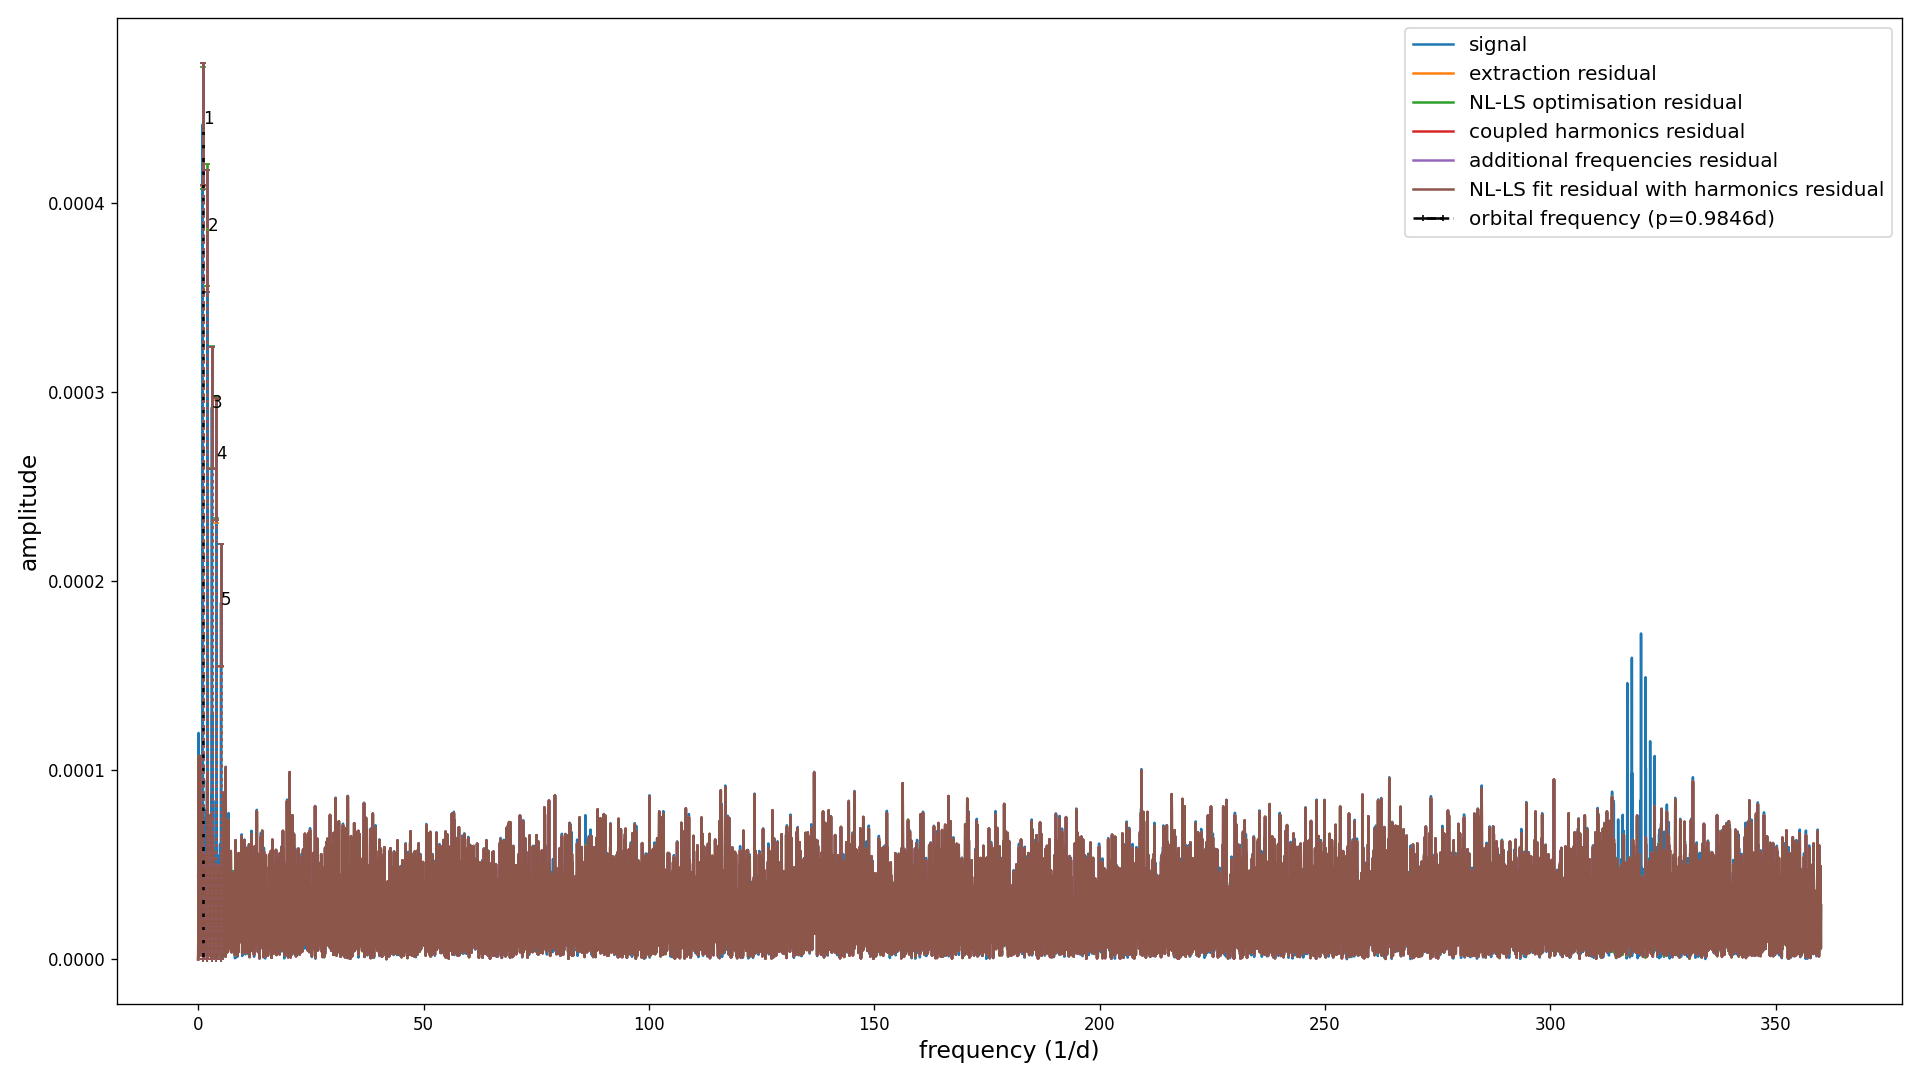 signal
extraction residual
NL-LS optimisation residual
coupled harmonics residual
additional frequencies residual
NL-LS fit residual with harmonics residual
orbital frequency (p=0.9846d)
1
2
3
4
5
amplitude
0.0004
0.0003
0.0002
0.0001
0.0000
0 50 100 150 200 250 300 350
frequency (1/d)